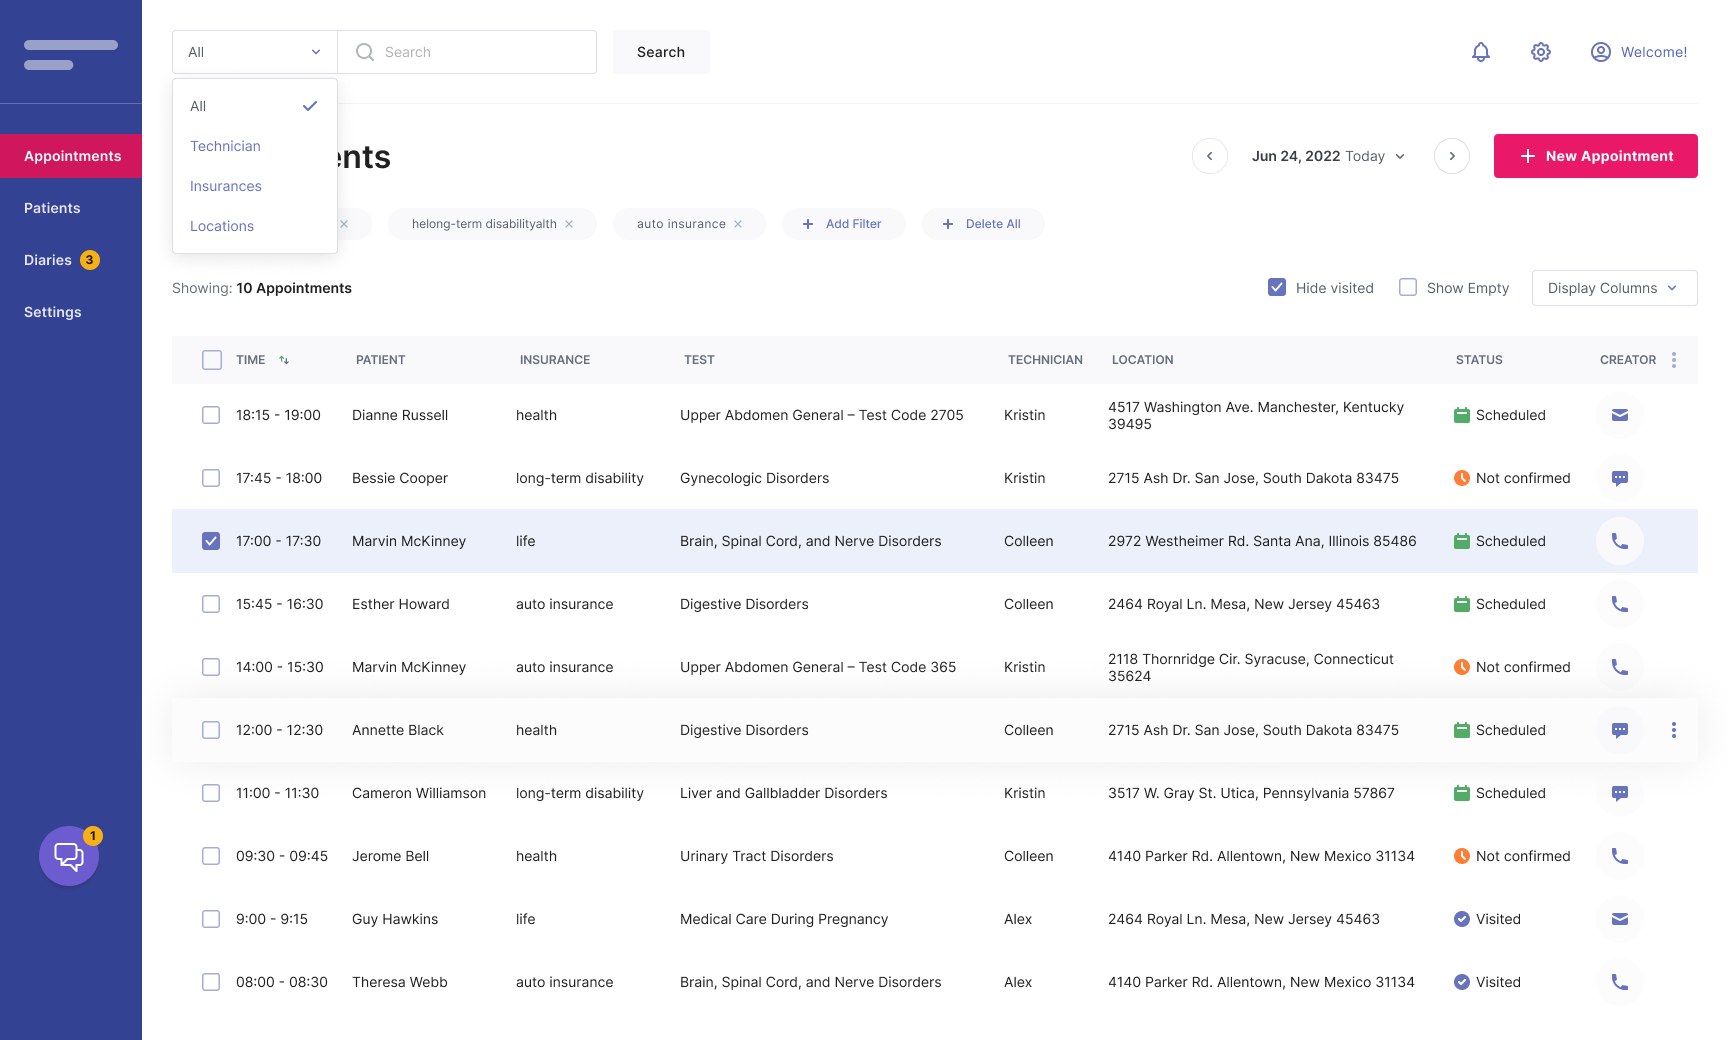 All
Search
Search
Welcome!
All
Technician
Insurances
Locations
Appointments
Patients
Diaries 3
Settings
1
ents
Jun 24, 2022 Today
New Appointment
helong-term disabilityalth
auto insurance
Add Filter
Delete All
Showing: 10 Appointments
Hide visited
Show Empty
Display Columns
TIME PATIENT INSURANCE TEST TECHNICIAN LOCATION STATUS CREATOR
18:15 - 19:00 Dianne Russell health Upper Abdomen General – Test Code 2705 Kristin 4517 Washington Ave. Manchester, Kentucky
39495 Scheduled
17:45 - 18:00 Bessie Cooper long-term disability Gynecologic Disorders Kristin 2715 Ash Dr. San Jose, South Dakota 83475 Not confirmed
17:00 - 17:30 Marvin McKinney life Brain, Spinal Cord, and Nerve Disorders Colleen 2972 Westheimer Rd. Santa Ana, Illinois 85486 Scheduled
15:45 - 16:30 Esther Howard auto insurance Digestive Disorders Colleen 2464 Royal Ln. Mesa, New Jersey 45463 Scheduled
14:00 - 15:30 Marvin McKinney auto insurance Upper Abdomen General – Test Code 365 Kristin 2118 Thornridge Cir. Syracuse, Connecticut
35624 Not confirmed
12:00 - 12:30 Annette Black health Digestive Disorders Colleen 2715 Ash Dr. San Jose, South Dakota 83475 Scheduled
11:00 - 11:30 Cameron Williamson long-term disability Liver and Gallbladder Disorders Kristin 3517 W. Gray St. Utica, Pennsylvania 57867 Scheduled
09:30 - 09:45 Jerome Bell health Urinary Tract Disorders Colleen 4140 Parker Rd. Allentown, New Mexico 31134 Not confirmed
9:00 - 9:15 Guy Hawkins life Medical Care During Pregnancy Alex 2464 Royal Ln. Mesa, New Jersey 45463 Visited
08:00 - 08:30 Theresa Webb auto insurance Brain, Spinal Cord, and Nerve Disorders Alex 4140 Parker Rd. Allentown, New Mexico 31134 Visited